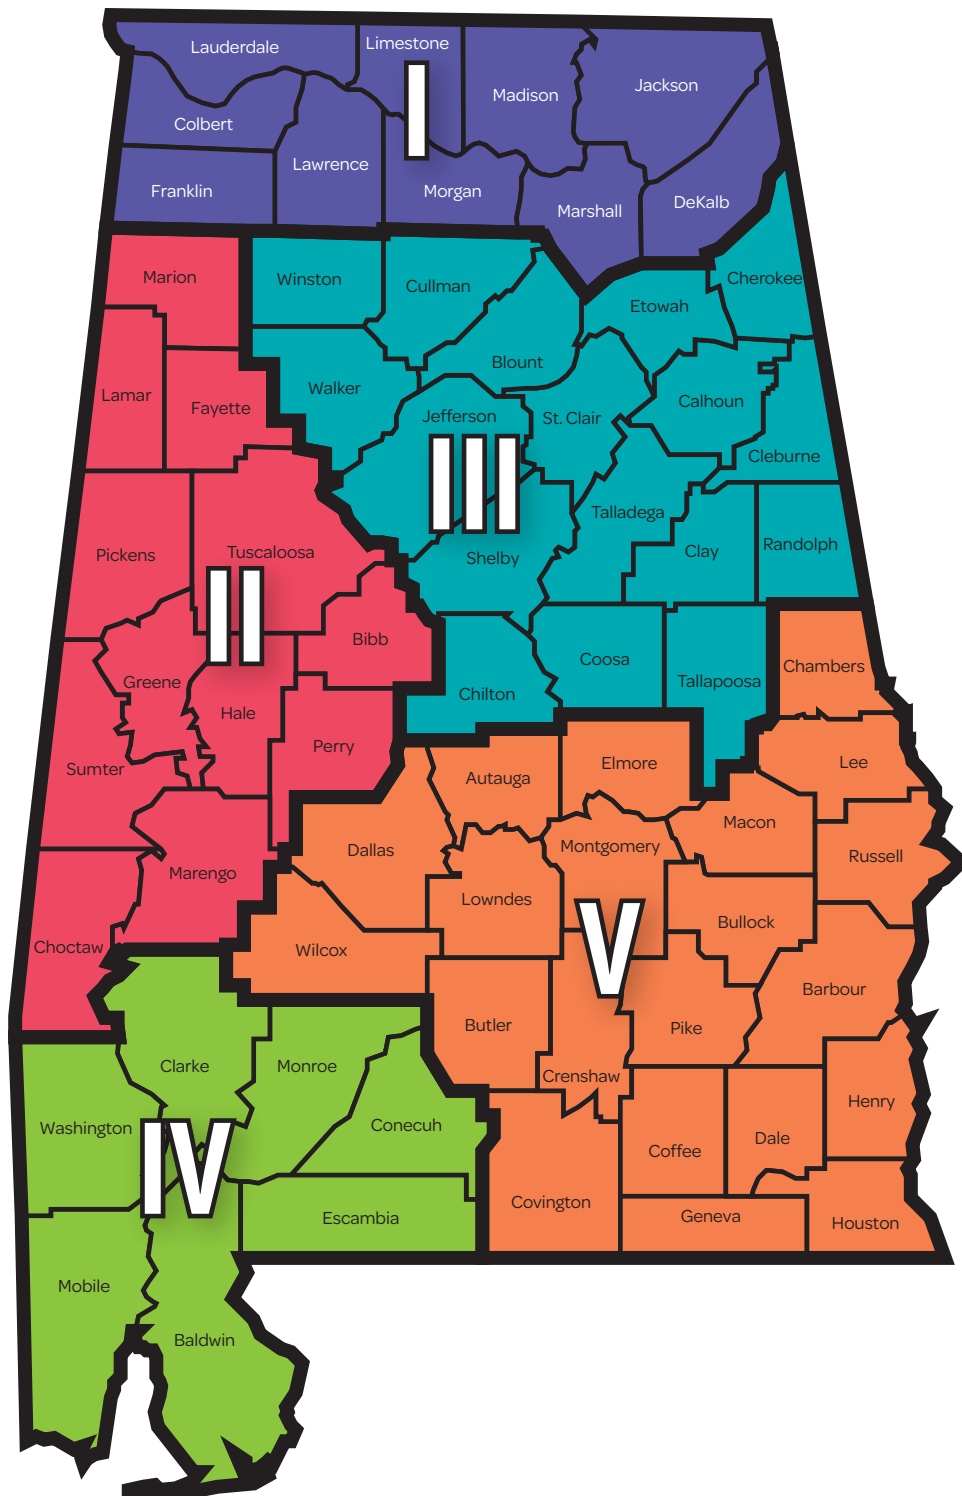 Lauderdale
Limestone
Madison
Jackson
Colbert
I
Lawrence
Franklin
Morgan
Marshall
DeKalb
Marion
Winston
Cullman
Cherokee
Etowah
Blount
Walker
Lamar
Fayette
Jefferson
St. Clair
Calhoun
Cleburne
III
Talladega
Pickens
Tuscaloosa
Shelby
Clay
Randolph
II
Bibb
Greene
Coosa
Chambers
Tallapoosa
Chilton
Hale
Perry
Sumter
Autauga
Elmore
Lee
Macon
Dallas
Montgomery
Russell
Marengo
Lowndes
Bullock
Choctaw
Wilcox
V
Barbour
Butler
Pike
Clarke
Monroe
Crenshaw
Henry
Washington
Conecuh
IV
Coffee
Dale
Covington
Escambia
Geneva
Houston
Mobile
Baldwin